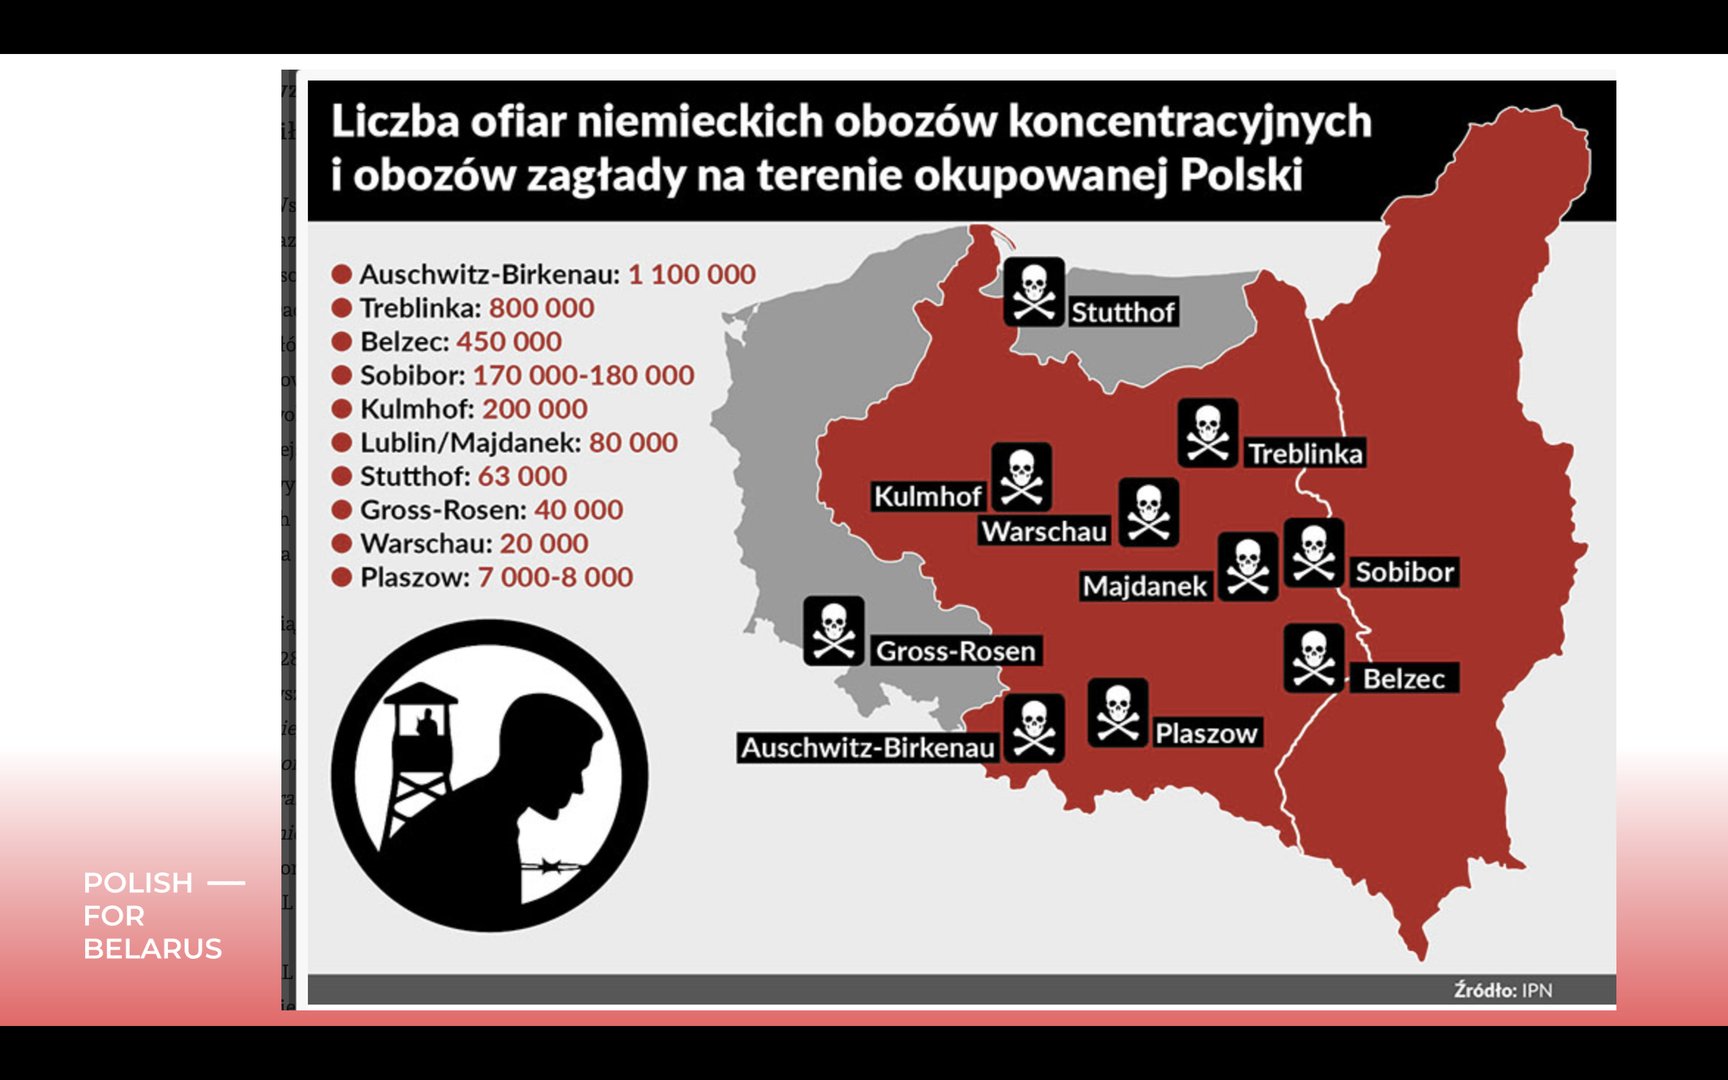 Liczba ofiar niemieckich obozów koncentracyjnych
i obozów zagłady na terenie okupowanej Polski
Auschwitz-Birkenau: 1 100 000
Treblinka: 800 000
Belzec: 450 000
Sobibor: 170 000-180 000
Kulmhof: 200 000
Lublin/Majdanek: 80 000
Stutthof: 63 000
Gross-Rosen: 40 000
Warschau: 20 000
Plaszow: 7 000-8 000
Stutthof
Treblinka
Kulmhof
Warschau
Majdanek
Sobibor
Gross-Rosen
Belzec
Auschwitz-Birkenau
Plaszow
POLISH —
FOR
BELARUS
Źródło: IPN